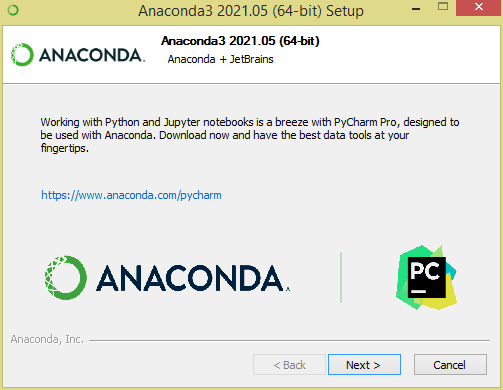 Anaconda3 2021.05 (64-bit) Setup
ANACONDA.
Anaconda3 2021.05 (64-bit)
Anaconda + JetBrains
Working with Python and Jupyter notebooks is a breeze with PyCharm Pro, designed to
be used with Anaconda. Download now and have the best data tools at your
fingertips.
https://www.anaconda.com/pycharm
ANACONDA.
PC
Anaconda, Inc.
< Back
Next >
Cancel